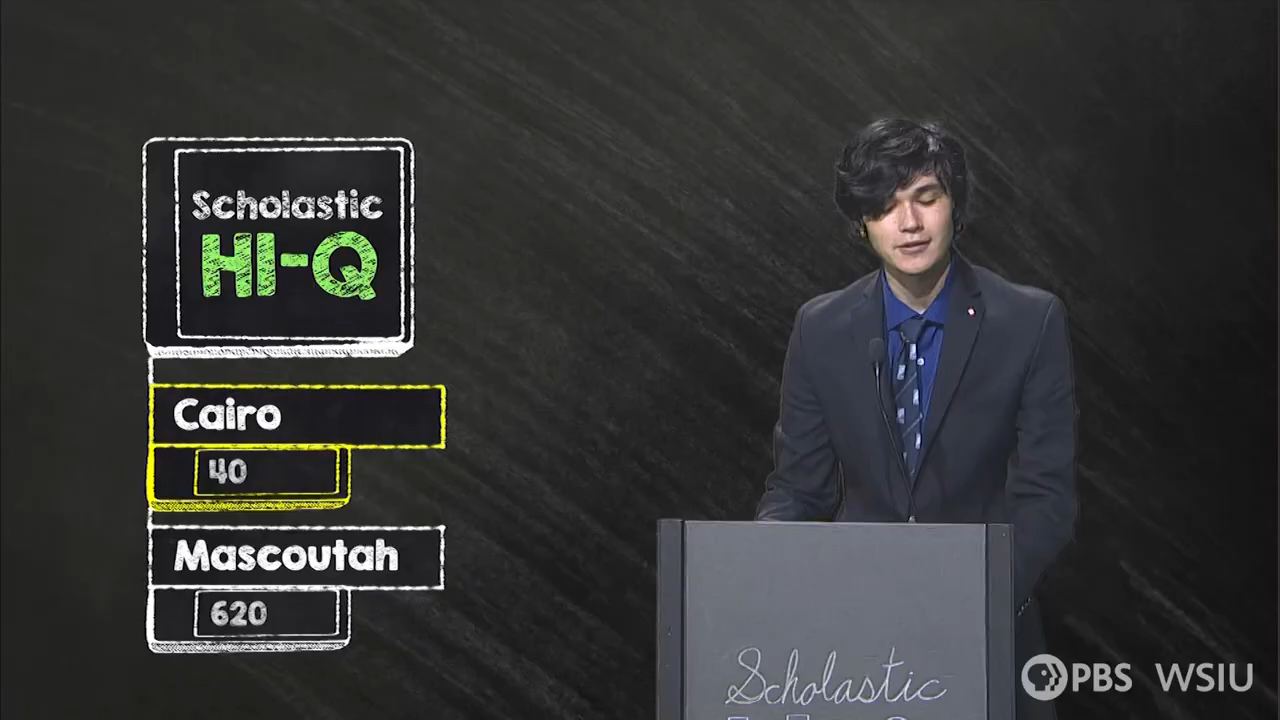 Scholastic
HI-Q
Cairo
40
Mascoutah
620
Scholastic
PBS WSIU